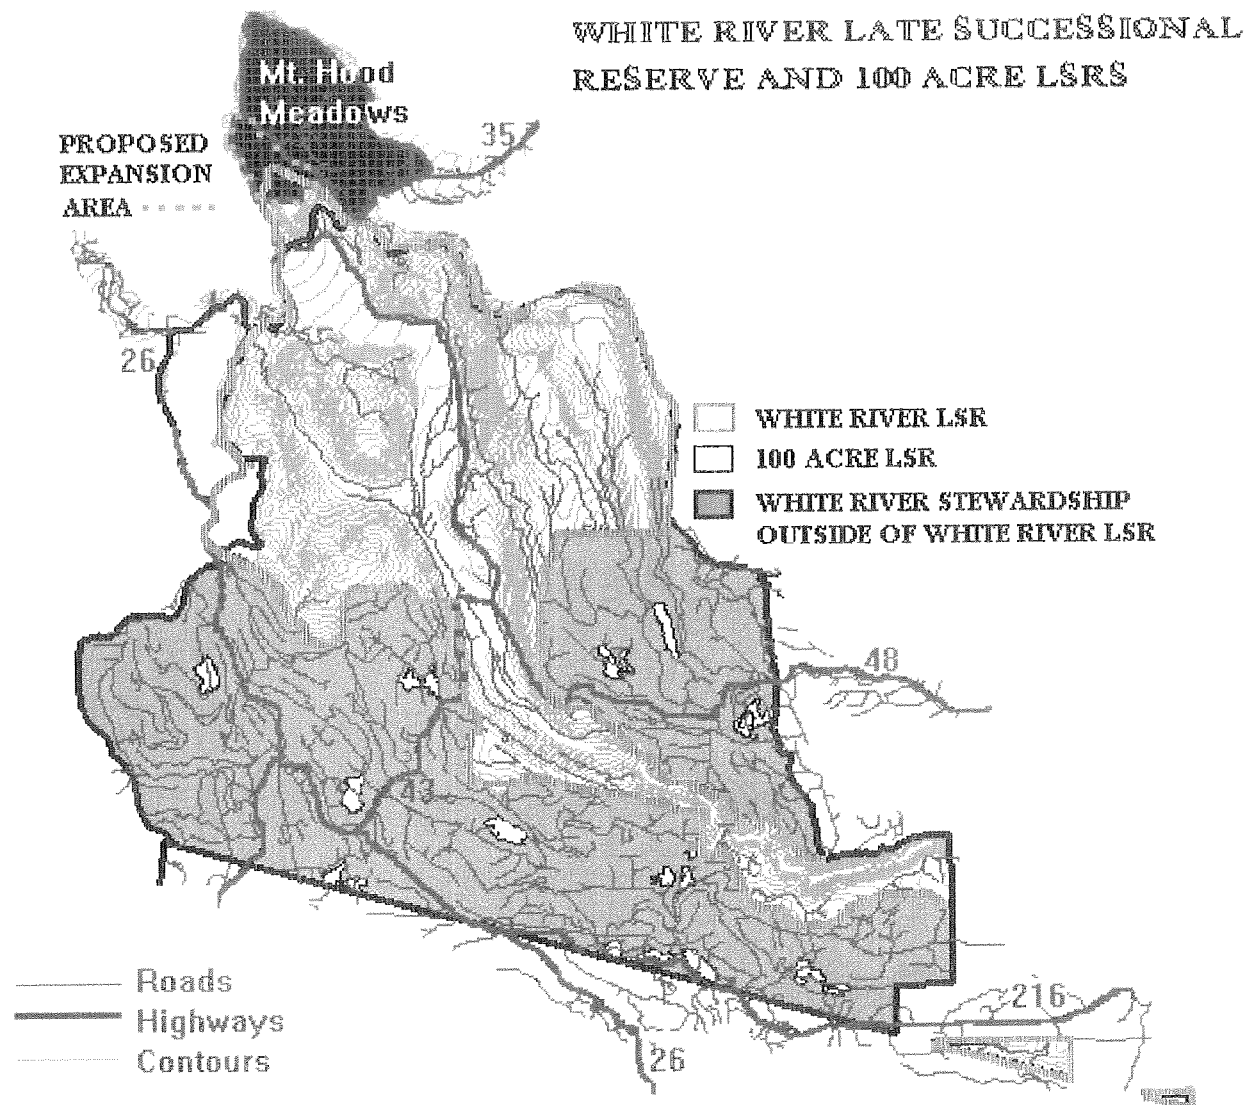 WHITE RIVER LATE SUCCESSIONAL
RESERVE AND 100 ACRE LSRS
Mt. Hood
Meadows
PROPOSED
EXPANSION
AREA
35
26
WHITE RIVER LSR
100 ACRE LSR
WHITE RIVER STEWARDSHIP
OUTSIDE OF WHITE RIVER LSR
48
43
Roads
Highways
Contours
216
26